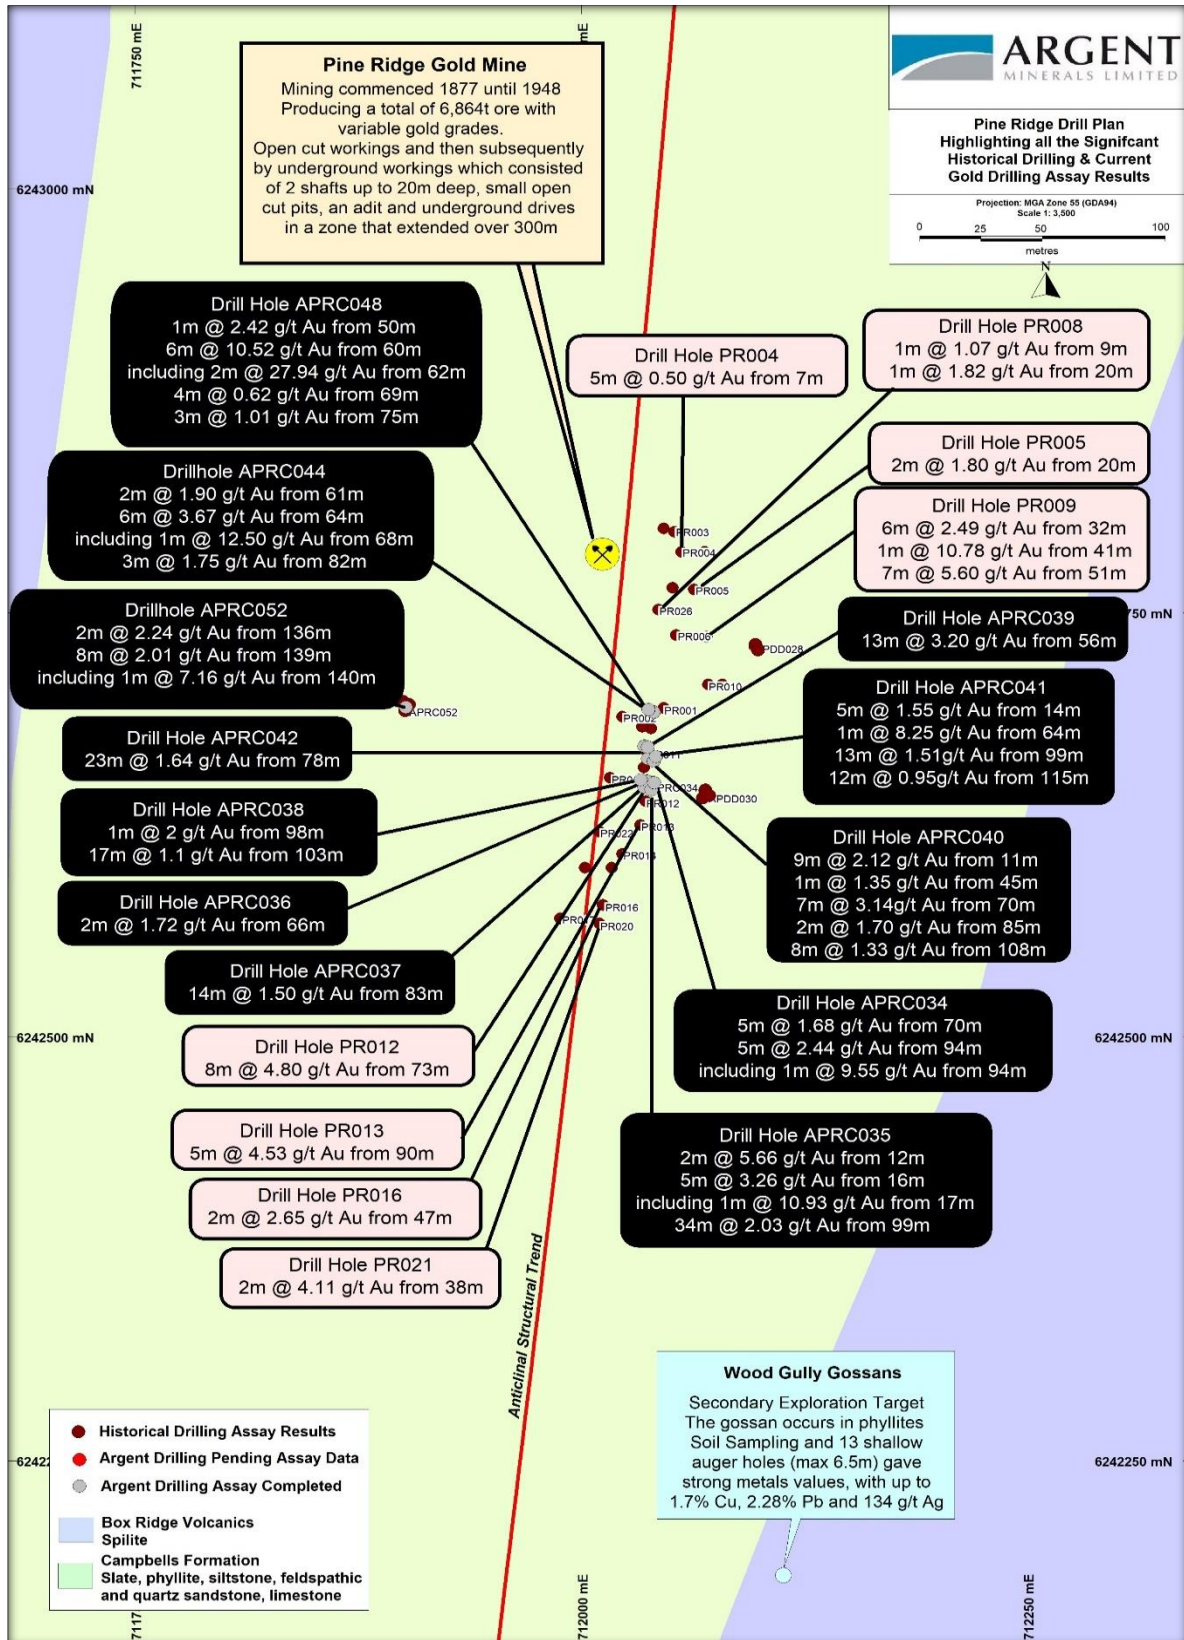 711750 mE
mE
ARGENT
MINERALS LIMITED
Pine Ridge Drill Plan
Highlighting all the Signifcant
Historical Drilling & Current
Gold Drilling Assay Results
Projection: MGA Zone 55 (GDA94)
Scale 1: 3,500
0 25 50 100
metres
N
Pine Ridge Gold Mine
Mining commenced 1877 until 1948
Producing a total of 6,864t ore with
variable gold grades.
Open cut workings and then subsequently
by underground workings which consisted
of 2 shafts up to 20m deep, small open
cut pits, an adit and underground drives
in a zone that extended over 300m
6243000 mN
Drill Hole APRC048
1m @ 2.42 g/t Au from 50m
6m @ 10.52 g/t Au from 60m
including 2m @ 27.94 g/t Au from 62m
4m @ 0.62 g/t Au from 69m
3m @ 1.01 g/t Au from 75m
Drill Hole PR004
5m @ 0.50 g/t Au from 7m
Drill Hole PR008
1m @ 1.07 g/t Au from 9m
1m @ 1.82 g/t Au from 20m
Drill Hole PR005
2m @ 1.80 g/t Au from 20m
Drillhole APRC044
2m @ 1.90 g/t Au from 61m
6m @ 3.67 g/t Au from 64m
including 1m @ 12.50 g/t Au from 68m
3m @ 1.75 g/t Au from 82m
Drill Hole PR009
6m @ 2.49 g/t Au from 32m
1m @ 10.78 g/t Au from 41m
7m @ 5.60 g/t Au from 51m
PR003
PR004
PR005
PR026
PR006
PDD028
PR010
PR001
PR002
APRC052
PRC034
PDD030
PR012
PR013
PR022
PR014
PR016
PR017
PR020
750 mN
Drillhole APRC052
2m @ 2.24 g/t Au from 136m
8m @ 2.01 g/t Au from 139m
including 1m @ 7.16 g/t Au from 140m
Drill Hole APRC039
13m @ 3.20 g/t Au from 56m
Drill Hole APRC041
5m @ 1.55 g/t Au from 14m
1m @ 8.25 g/t Au from 64m
13m @ 1.51g/t Au from 99m
12m @ 0.95g/t Au from 115m
Drill Hole APRC042
23m @ 1.64 g/t Au from 78m
Drill Hole APRC038
1m @ 2 g/t Au from 98m
17m @ 1.1 g/t Au from 103m
Drill Hole APRC040
9m @ 2.12 g/t Au from 11m
1m @ 1.35 g/t Au from 45m
7m @ 3.14g/t Au from 70m
2m @ 1.70 g/t Au from 85m
8m @ 1.33 g/t Au from 108m
Drill Hole APRC036
2m @ 1.72 g/t Au from 66m
Drill Hole APRC037
14m @ 1.50 g/t Au from 83m
Drill Hole APRC034
5m @ 1.68 g/t Au from 70m
5m @ 2.44 g/t Au from 94m
including 1m @ 9.55 g/t Au from 94m
6242500 mN
6242500 mN
Drill Hole PR012
8m @ 4.80 g/t Au from 73m
Drill Hole PR013
5m @ 4.53 g/t Au from 90m
Drill Hole APRC035
2m @ 5.66 g/t Au from 12m
5m @ 3.26 g/t Au from 16m
including 1m @ 10.93 g/t Au from 17m
34m @ 2.03 g/t Au from 99m
Drill Hole PR016
2m @ 2.65 g/t Au from 47m
Drill Hole PR021
2m @ 4.11 g/t Au from 38m
Anticlinal Structural Trend
Wood Gully Gossans
Secondary Exploration Target
The gossan occurs in phyllites
Soil Sampling and 13 shallow
auger holes (max 6.5m) gave
strong metals values, with up to
1.7% Cu, 2.28% Pb and 134 g/t Ag
Historical Drilling Assay Results
Argent Drilling Pending Assay Data
Argent Drilling Assay Completed
Box Ridge Volcanics
Spilite
Campbells Formation
Slate, phyllite, siltstone, feldspathic
and quartz sandstone, limestone
6242
6242250 mN
7117
712000 mE
712250 mE